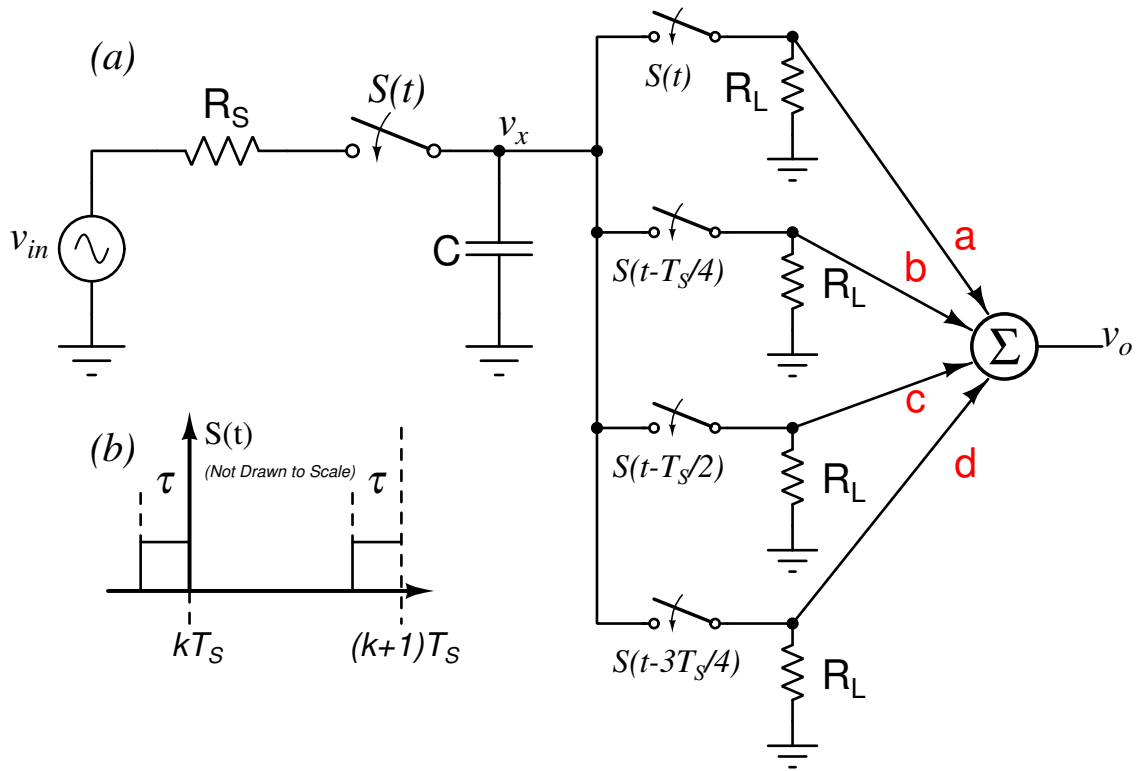 (a)
R_S
S(t)
v_x
v_in
C
S(t)
R_L
a
S(t-T_S/4)
R_L
b
Σ
v_o
S(t-T_S/2)
R_L
c
S(t-3T_S/4)
R_L
d
(b)
S(t)
(Not Drawn to Scale)
τ
τ
kT_S
(k+1)T_S